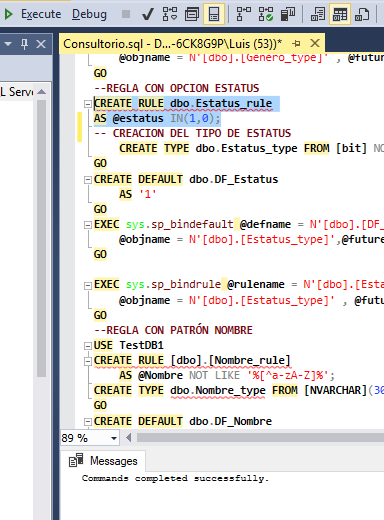 Execute Debug
L Serve
Consultorio.sql - D...-6CK8G9P\Luis (53))*
@objname = N'[dbo].[Genero_type]' , @futur
GO
--REGLA CON OPCION ESTATUS
CREATE RULE dbo.Estatus_rule
AS @estatus IN(1,0);
-- CREACION DEL TIPO DE ESTATUS
CREATE TYPE dbo.Estatus_type FROM [bit] NO
GO
CREATE DEFAULT dbo.DF_Estatus
AS '1'
GO
EXEC sys.sp_bindefault @defname = N'[dbo].[DF_
@objname = N'[dbo].[Estatus_type]',@future
GO
EXEC sys.sp_bindrule @rulename = N'[dbo].[Esta
@objname = N'[dbo].[Estatus_type]' , @futu
GO
--REGLA CON PATRÓN NOMBRE
USE TestDB1
CREATE RULE [dbo].[Nombre_rule]
AS @Nombre NOT LIKE '%[^a-zA-Z]%';
CREATE TYPE dbo.Nombre_type FROM [NVARCHAR](30
GO
CREATE DEFAULT dbo.DF_Nombre
89 %
Messages
Commands completed successfully.